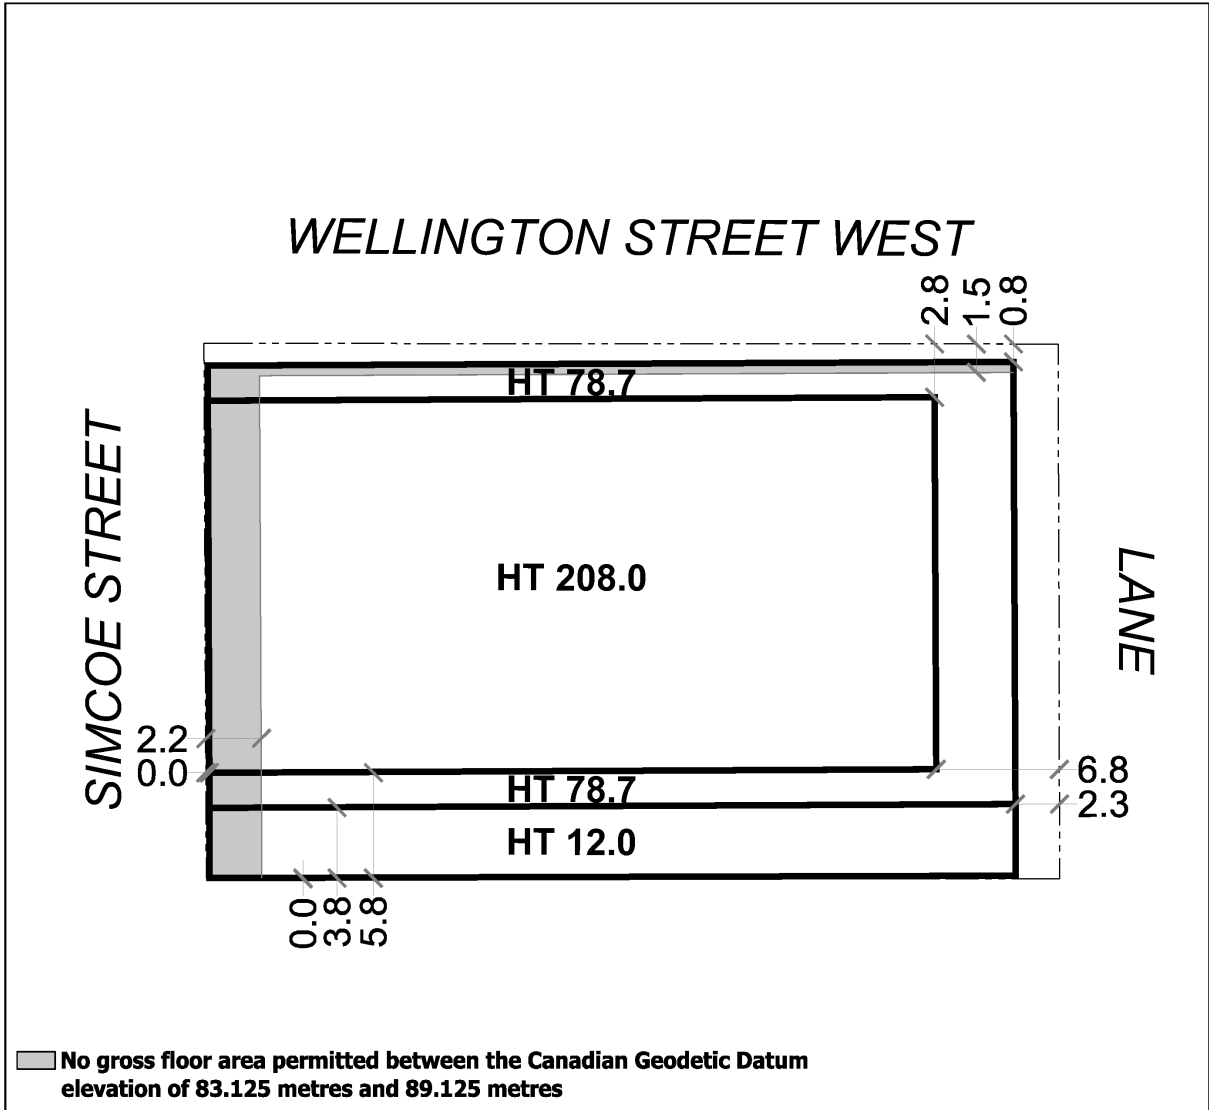 WELLINGTON STREET WEST
2.8
1.5
0.8
HT 78.7
SIMCOE STREET
HT 208.0
LANE
2.2
0.0
HT 78.7
6.8
2.3
HT 12.0
0.0
3.8
5.8
No gross floor area permitted between the Canadian Geodetic Datum
elevation of 83.125 metres and 89.125 metres